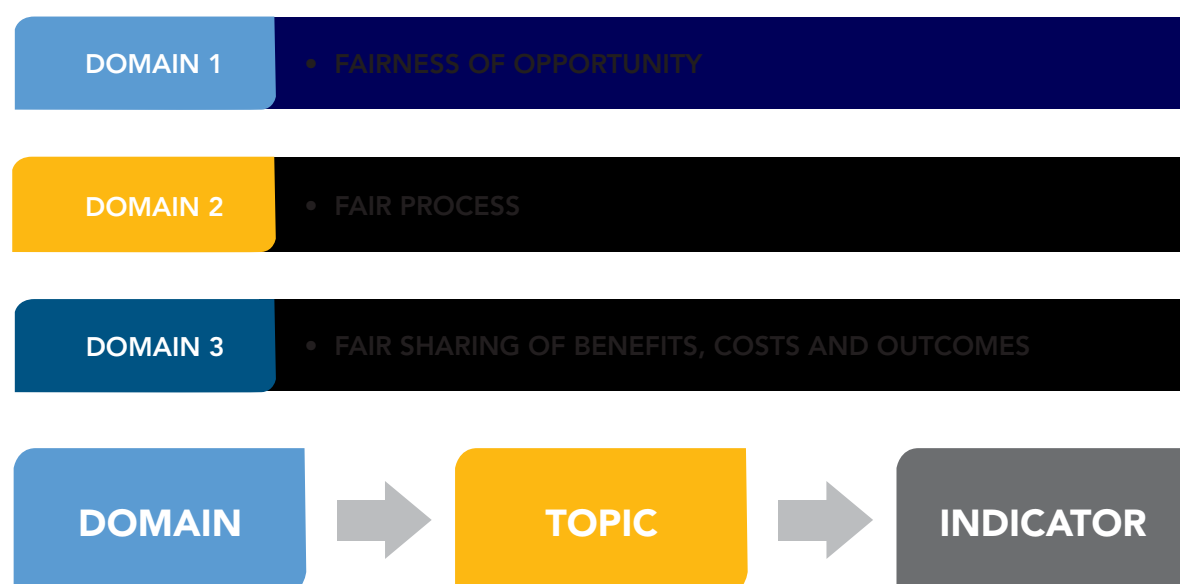 DOMAIN 1 • FAIRNESS OF OPPORTUNITY
DOMAIN 2 • FAIR PROCESS
DOMAIN 3 • FAIR SHARING OF BENEFITS, COSTS AND OUTCOMES
DOMAIN TOPIC INDICATOR